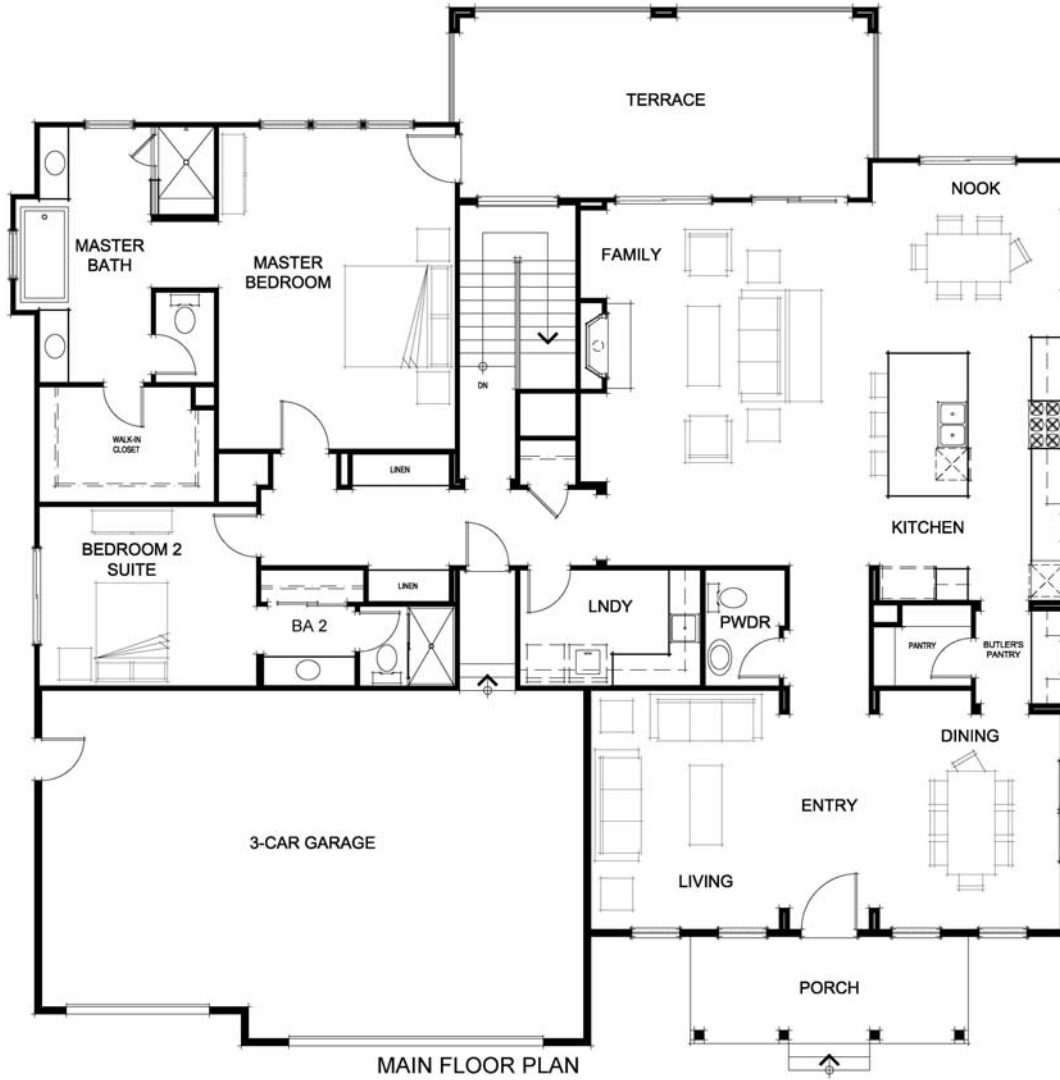 TERRACE
NOOK
MASTER
BATH
MASTER
BEDROOM
FAMILY
DN
WALK-IN
CLOSET
LINEN
KITCHEN
BEDROOM 2
SUITE
LINEN
BA 2
LNDY
PWDR
PANTRY
BUTLER'S
PANTRY
DINING
ENTRY
3-CAR GARAGE
LIVING
PORCH
MAIN FLOOR PLAN